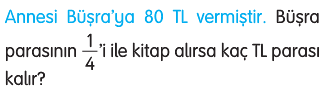 Annesi Büşra'ya 80 TL vermiştir. Büşra
parasının 1/4'i ile kitap alırsa kaç TL parası
kalır?